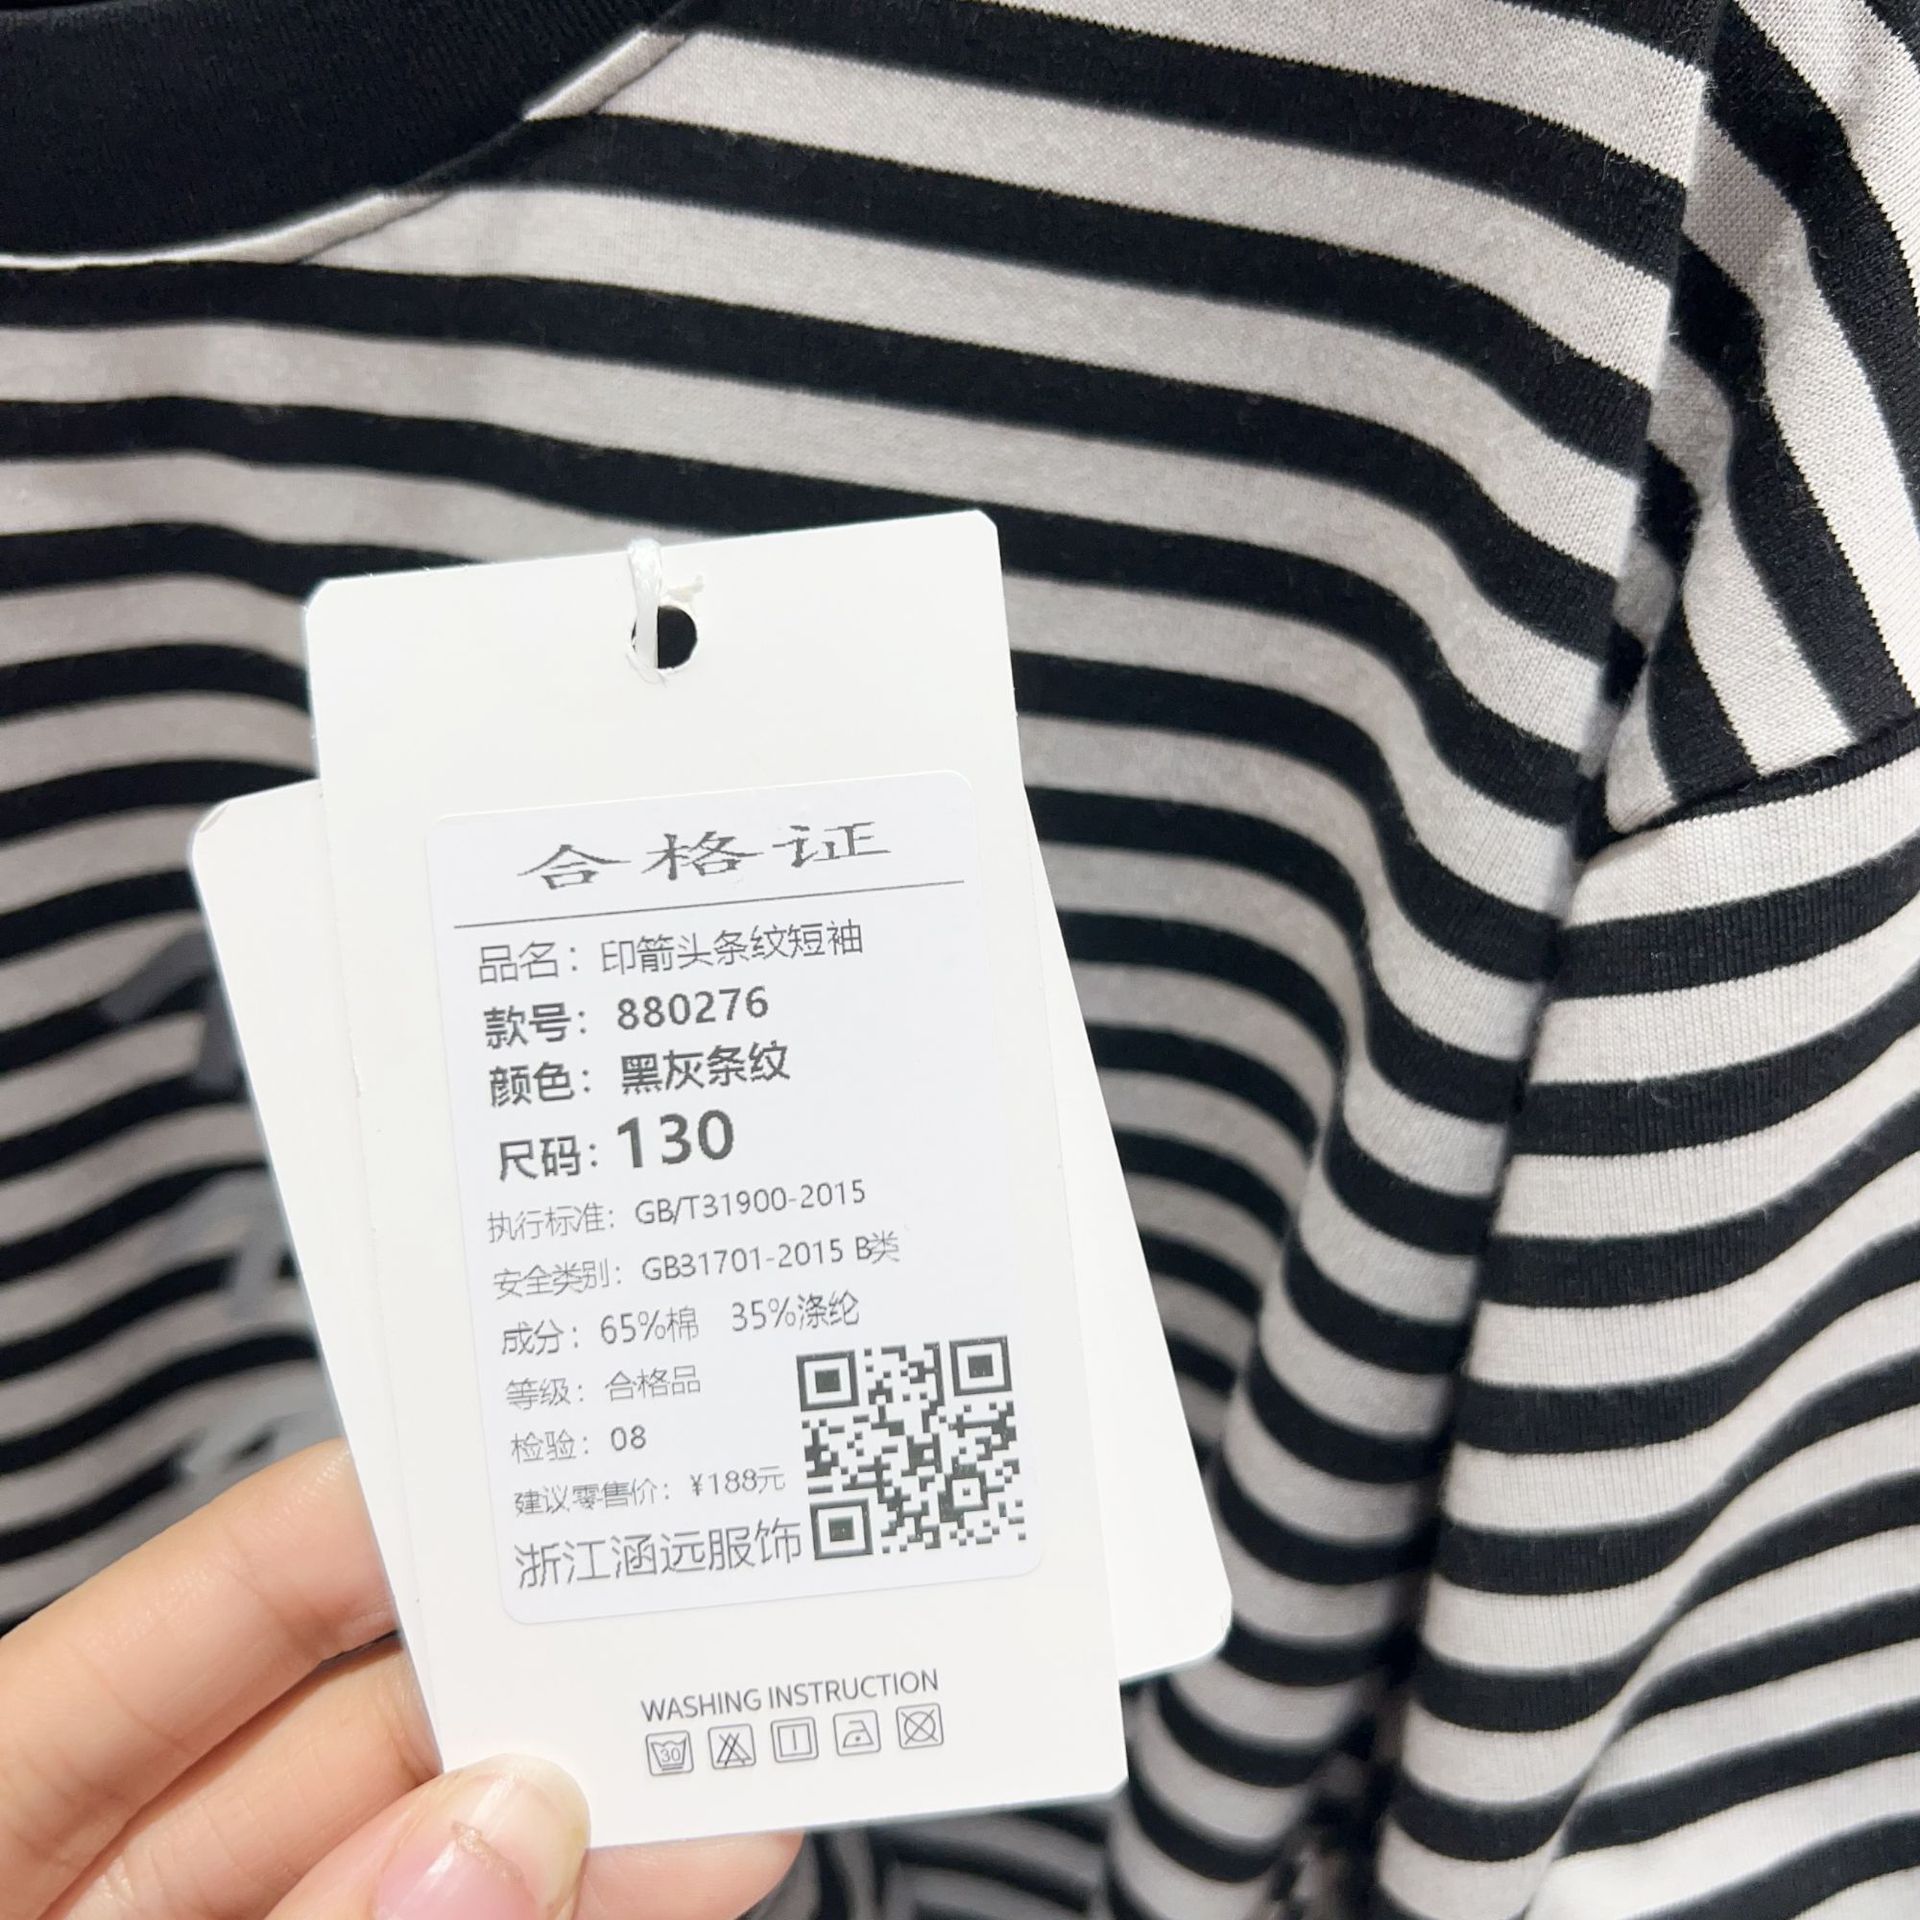 合格证
品名：印箭头条纹短袖
款号：880276
颜色：黑灰条纹
尺码：130
执行标准：GB/T31900-2015
安全类别：GB31701-2015 B类
成分：65%棉 35%涤纶
等级：合格品
检验：08
建议零售价：¥188元
浙江涵远服饰
WASHING INSTRUCTION
30